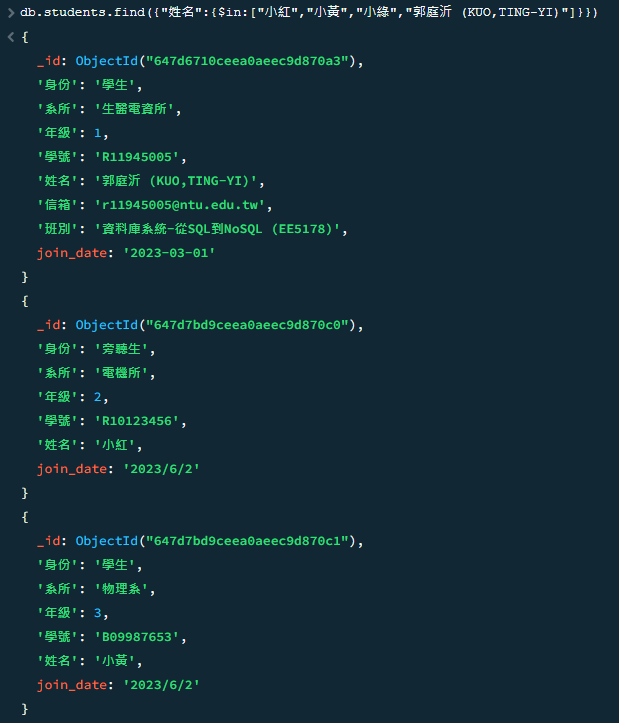 db.students.find({"姓名":{$in:["小紅","小黃","小綠","郭庭沂 (KUO,TING-YI)"]}})
{
_id: ObjectId("647d6710ceea0aeec9d870a3"),
'身份': '學生',
'系所': '生醫電資所',
'年級': 1,
'學號': 'R11945005',
'姓名': '郭庭沂 (KUO,TING-YI)',
'信箱': 'r11945005@ntu.edu.tw',
'班別': '資料庫系統-從SQL到NoSQL (EE5178)',
join_date: '2023-03-01'
}
{
_id: ObjectId("647d7bd9ceea0aeec9d870c0"),
'身份': '旁聽生',
'系所': '電機所',
'年級': 2,
'學號': 'R10123456',
'姓名': '小紅',
join_date: '2023/6/2'
}
{
_id: ObjectId("647d7bd9ceea0aeec9d870c1"),
'身份': '學生',
'系所': '物理系',
'年級': 3,
'學號': 'B09987653',
'姓名': '小黃',
join_date: '2023/6/2'
}